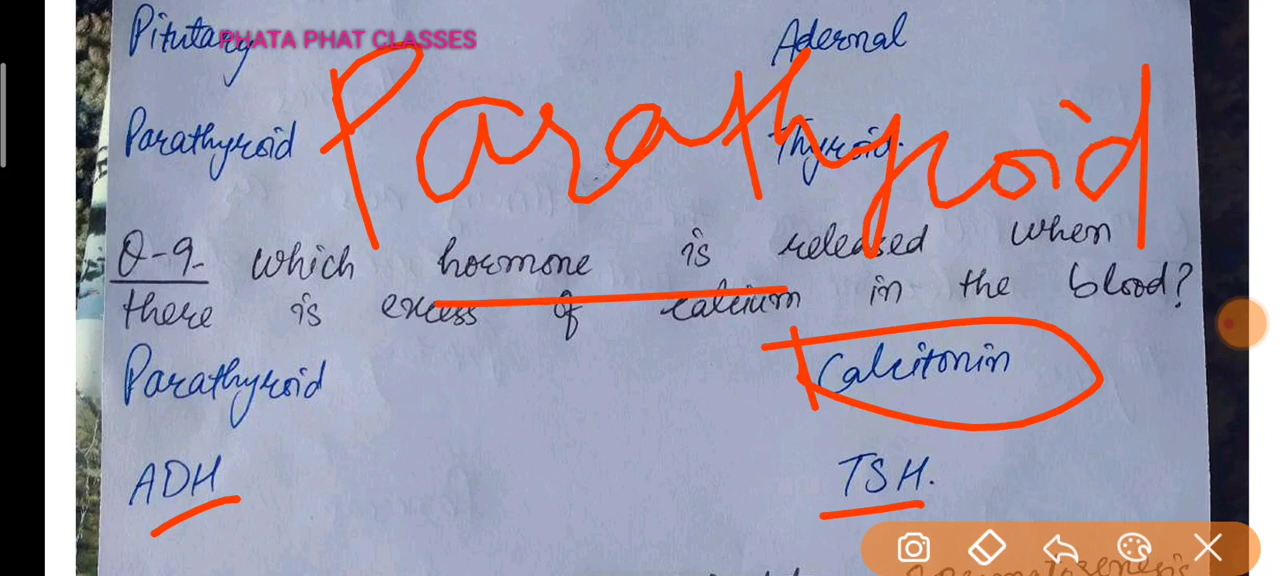 Pitutary Adernal
PHATA PHAT CLASSES
Parathyroid
Parathyroid Thyroid.
Q-9- which hormone is released when
there is excess of calcium in the blood?
Parathyroid Calcitonin
ADH TSH.